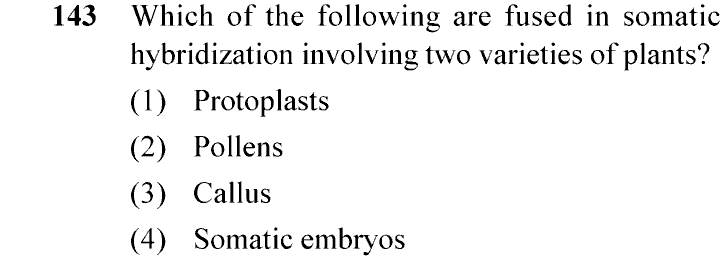 143 Which of the following are fused in somatic
hybridization involving two varieties of plants?
(1) Protoplasts
(2) Pollens
(3) Callus
(4) Somatic embryos